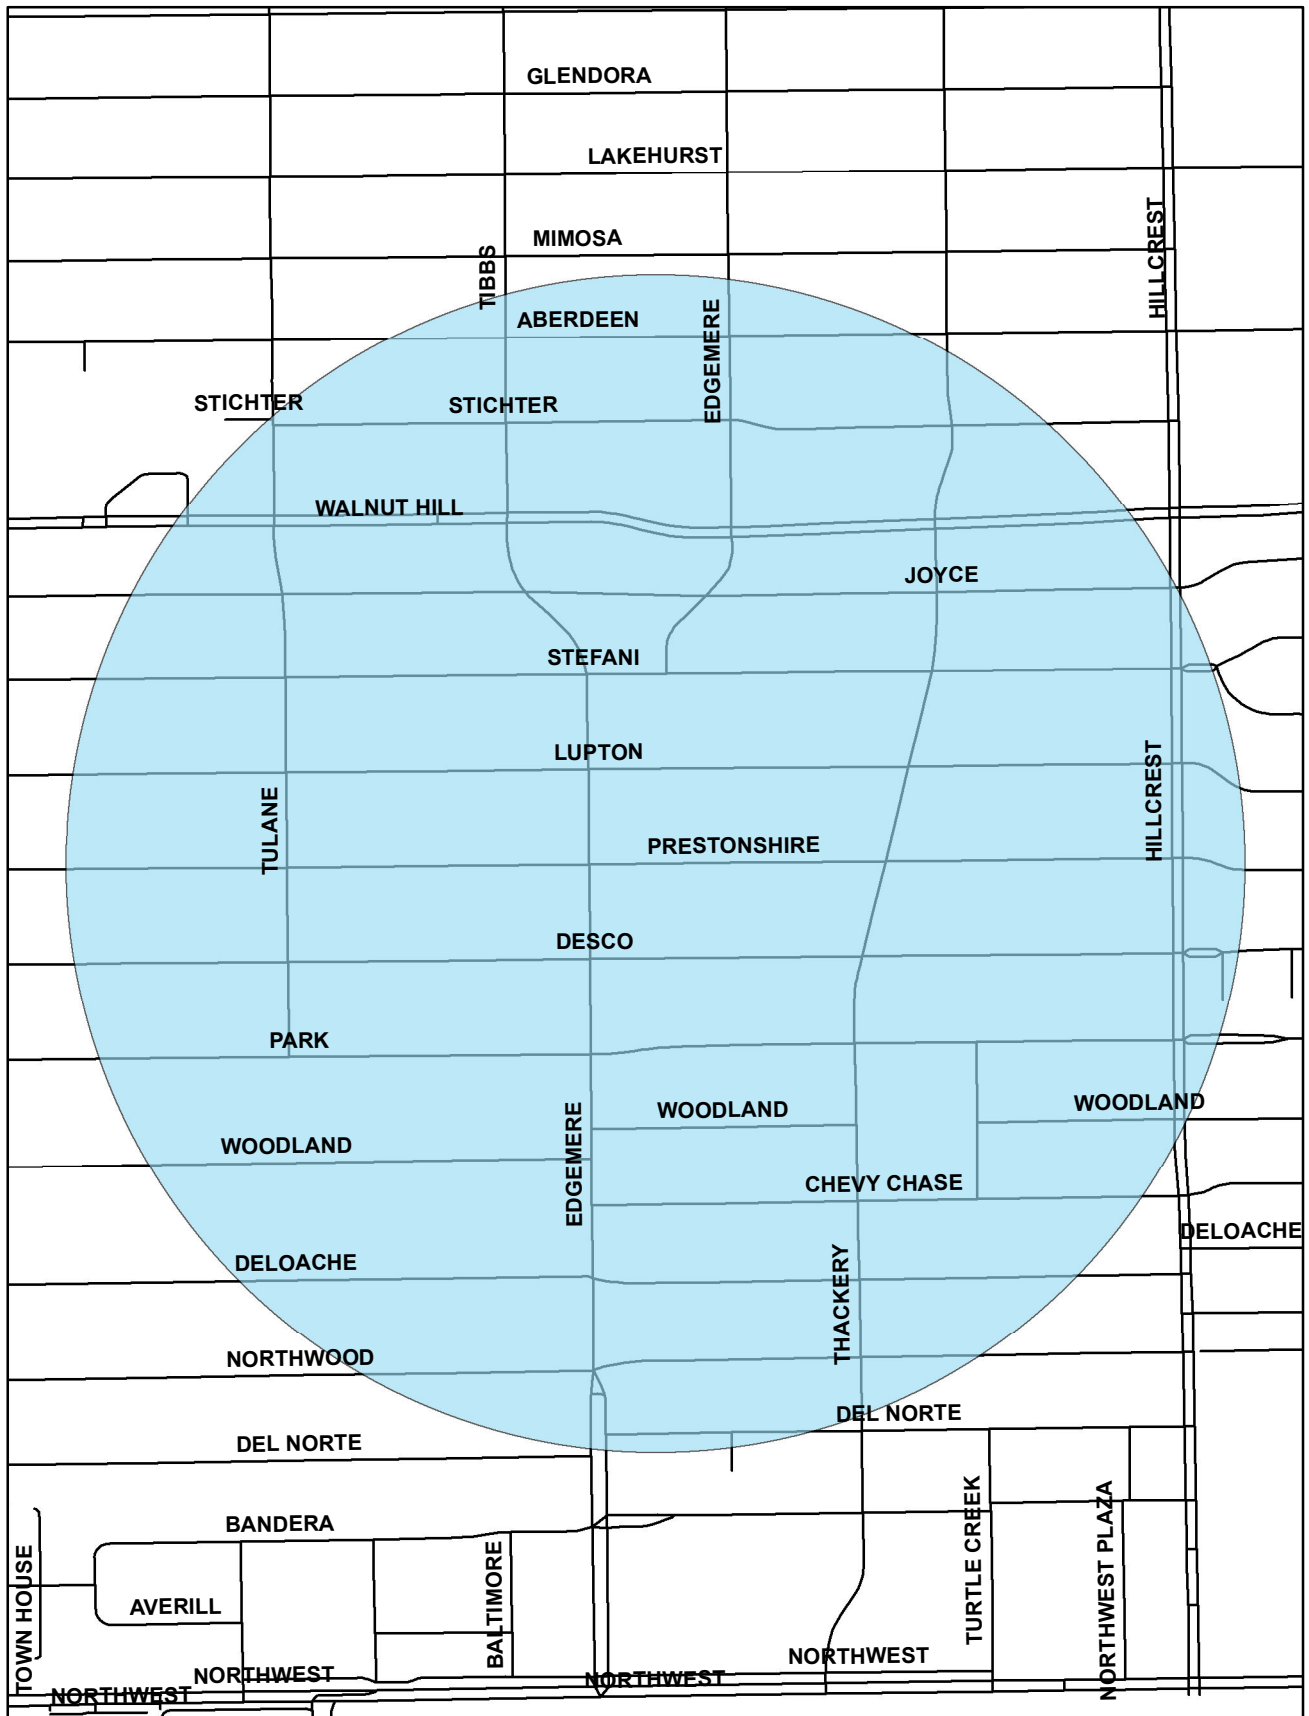 GLENDORA
LAKEHURST
HILLCREST
MIMOSA
TIBBS
ABERDEEN
EDGEMERE
STICHTER
STICHTER
WALNUT HILL
JOYCE
STEFANI
LUPTON
HILLCREST
TULANE
PRESTONSHIRE
DESCO
PARK
WOODLAND
WOODLAND
WOODLAND
EDGEMERE
CHEVY CHASE
DELOACHE
DELOACHE
THACKERY
NORTHWOOD
DEL NORTE
DEL NORTE
TURTLE CREEK
NORTHWEST PLAZA
BANDERA
TOWN HOUSE
BALTIMORE
AVERILL
NORTHWEST
NORTHWEST
NORTHWEST
NORTHWEST